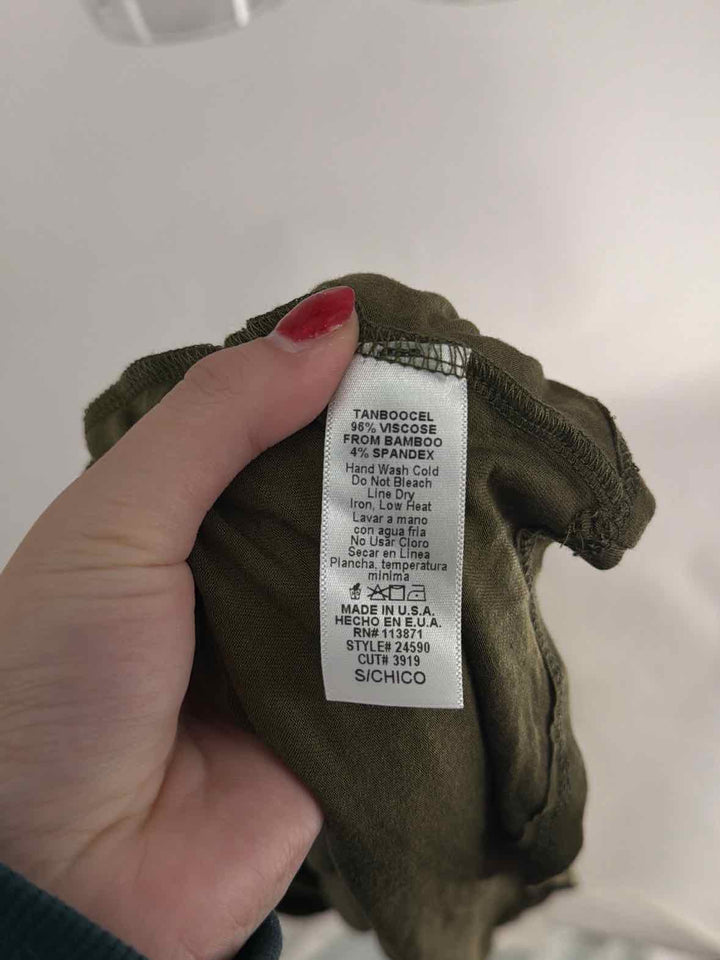 TANBOOCEL
96% VISCOSE
FROM BAMBOO
4% SPANDEX
Hand Wash Cold
Do Not Bleach
Line Dry
Iron, Low Heat
Lavar a mano
con agua fria
No Usar Cloro
Secar en Linea
Plancha, temperatura
minima
MADE IN U.S.A.
HECHO EN E.U.A.
RN# 113871
STYLE# 24590
CUT# 3919
S/CHICO